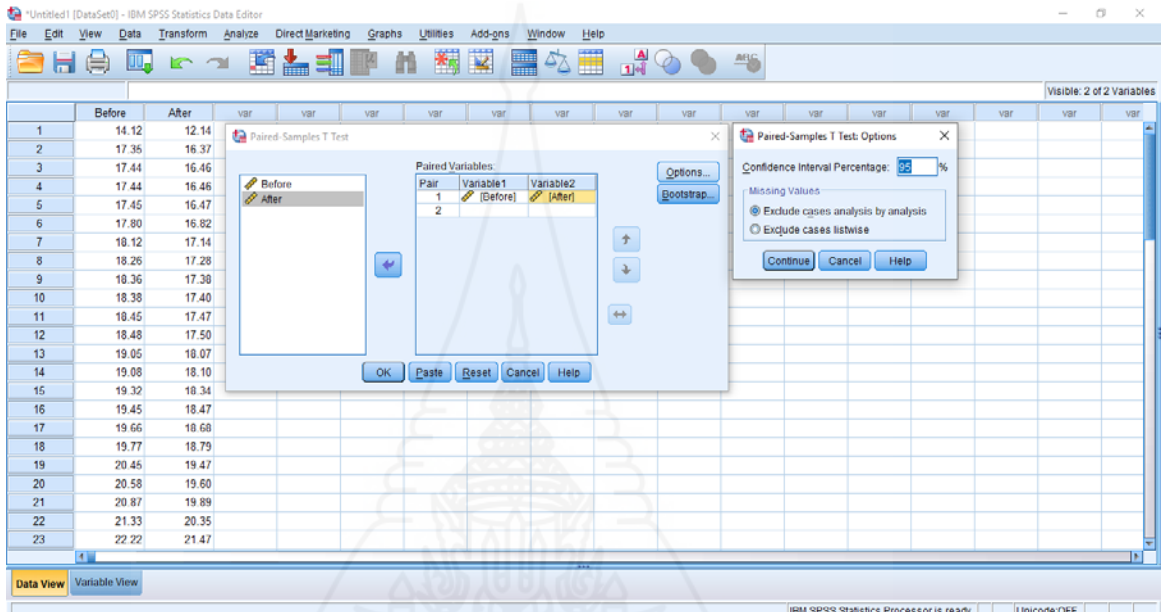 *Untitled1 [DataSet0] - IBM SPSS Statistics Data Editor
File Edit View Data Transform Analyze Direct Marketing Graphs Utilities Add-ons Window Help
Visible: 2 of 2 Variables
Before After var var var var var var var var var var var var var var var
1 14.12 12.14
2 17.35 16.37
3 17.44 16.46
4 17.44 16.46
5 17.45 16.47
6 17.80 16.82
7 18.12 17.14
8 18.26 17.28
9 18.36 17.38
10 18.38 17.40
11 18.45 17.47
12 18.48 17.50
13 19.05 18.07
14 19.08 18.10
15 19.32 18.34
16 19.45 18.47
17 19.66 18.68
18 19.77 18.79
19 20.45 19.47
20 20.58 19.60
21 20.87 19.89
22 21.33 20.35
23 22.22 21.47
Paired-Samples T Test
Before
After
Paired Variables:
Pair Variable1 Variable2
1 [Before] [After]
2
Options...
Bootstrap...
OK Paste Reset Cancel Help
Paired-Samples T Test: Options
Confidence Interval Percentage: 95 %
Missing Values
Exclude cases analysis by analysis
Exclude cases listwise
Continue Cancel Help
Data View Variable View
IBM SPSS Statistics Processor is ready Unicode:OFF